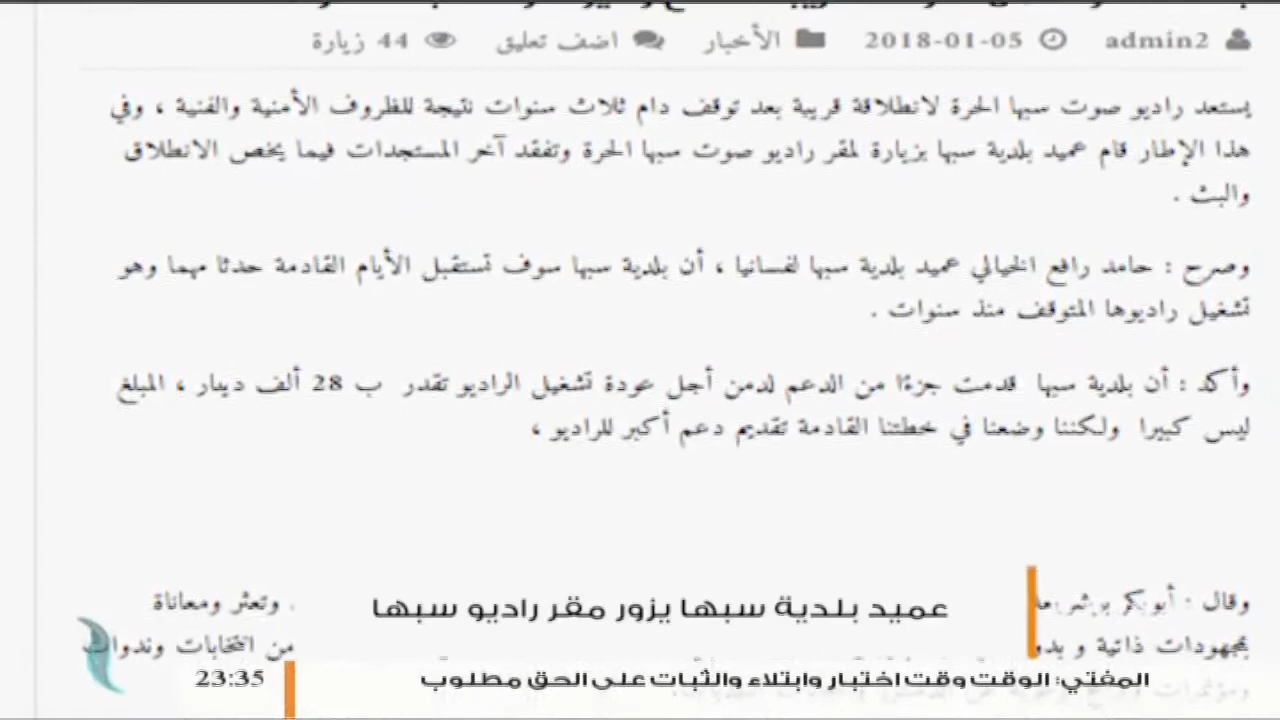 admin2 2018-01-05 الأخبار اضف تعليق 44 زيارة
يستعد راديو صوت سبها الحرة لانطلاقة قريبة بعد توقف دام ثلاث سنوات نتيجة للظروف الأمنية والفنية ، وفي
هذا الإطار قام عميد بلدية سبها بزيارة لمقر راديو صوت سبها الحرة وتفقد آخر المستجدات فيما يخص الانطلاق
والبث .
وصرح : حامد رافع الخيالي عميد بلدية سبها لفسانيا ، أن بلدية سبها سوف تستقبل الأيام القادمة حدثا مهما وهو
تشغيل راديوها المتوقف منذ سنوات .
وأكد : أن بلدية سبها قدمت جزءًا من الدعم لدمن أجل عودة تشغيل الراديو تقدر ب 28 ألف دينار ، المبلغ
ليس كبيرا ولكننا وضعنا في خطتنا القادمة تقديم دعم أكبر للراديو ،
وقال : أبوبكر . وتعثر ومعاناة
بمجهودات ذاتية و من انتخابات وندوات
عميد بلدية سبها يزور مقر راديو سبها
المفتي: الوقت وقت اختبار وابتلاء والثبات على الحق مطلوب
23:35